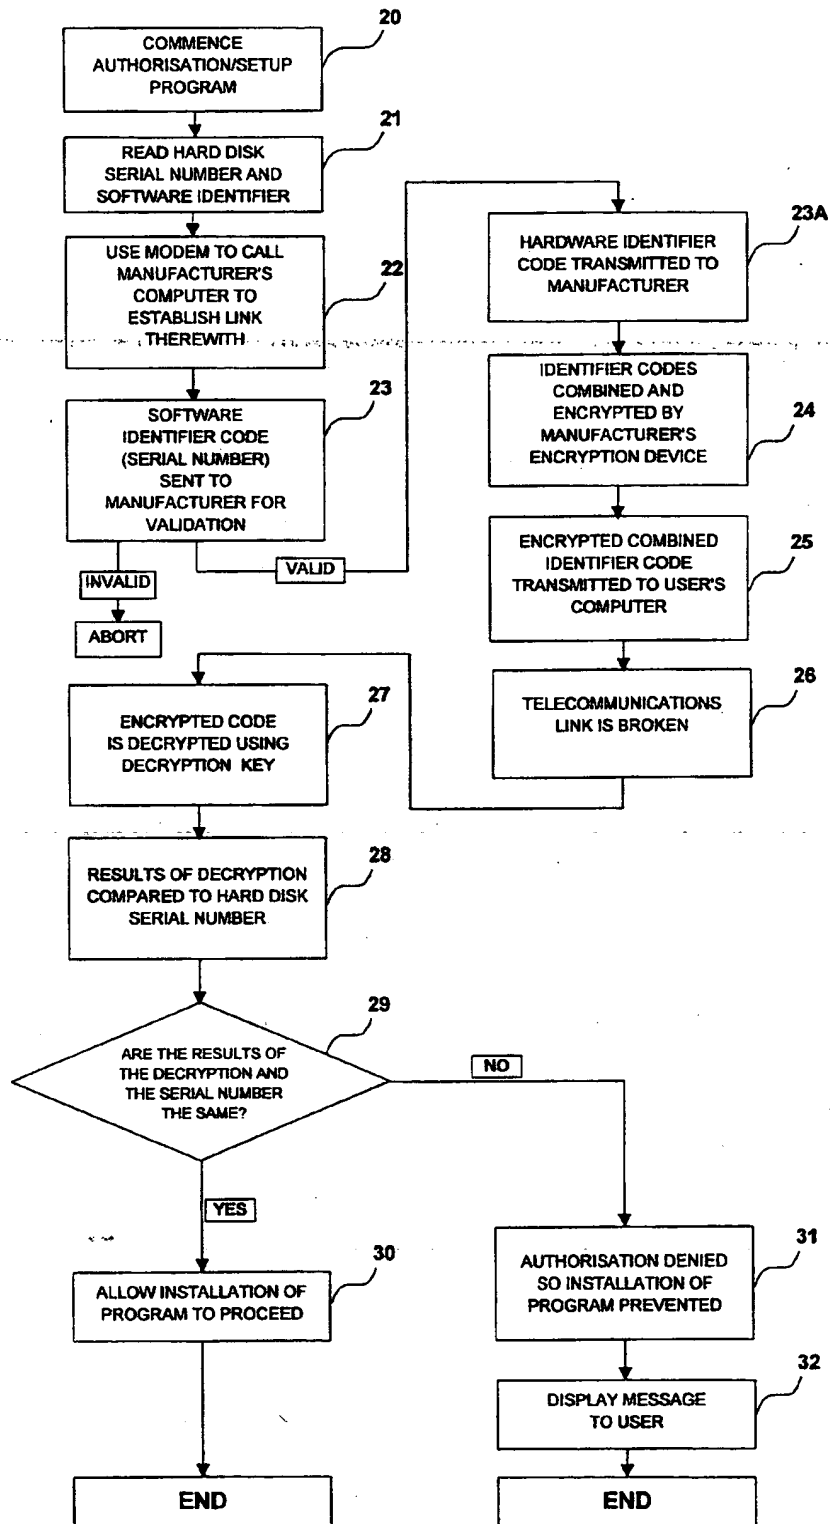 20
COMMENCE
AUTHORISATION/SETUP
PROGRAM
21
READ HARD DISK
SERIAL NUMBER AND
SOFTWARE IDENTIFIER
22
USE MODEM TO CALL
MANUFACTURER'S
COMPUTER TO
ESTABLISH LINK
THEREWITH
23
SOFTWARE
IDENTIFIER CODE
(SERIAL NUMBER)
SENT TO
MANUFACTURER FOR
VALIDATION
INVALID
ABORT
VALID
23A
HARDWARE IDENTIFIER
CODE TRANSMITTED TO
MANUFACTURER
24
IDENTIFIER CODES
COMBINED AND
ENCRYPTED BY
MANUFACTURER'S
ENCRYPTION DEVICE
25
ENCRYPTED COMBINED
IDENTIFIER CODE
TRANSMITTED TO USER'S
COMPUTER
26
TELECOMMUNICATIONS
LINK IS BROKEN
27
ENCRYPTED CODE
IS DECRYPTED USING
DECRYPTION KEY
28
RESULTS OF DECRYPTION
COMPARED TO HARD DISK
SERIAL NUMBER
29
ARE THE RESULTS OF
THE DECRYPTION AND
THE SERIAL NUMBER
THE SAME?
NO
YES
30
ALLOW INSTALLATION OF
PROGRAM TO PROCEED
END
31
AUTHORISATION DENIED
SO INSTALLATION OF
PROGRAM PREVENTED
32
DISPLAY MESSAGE
TO USER
END